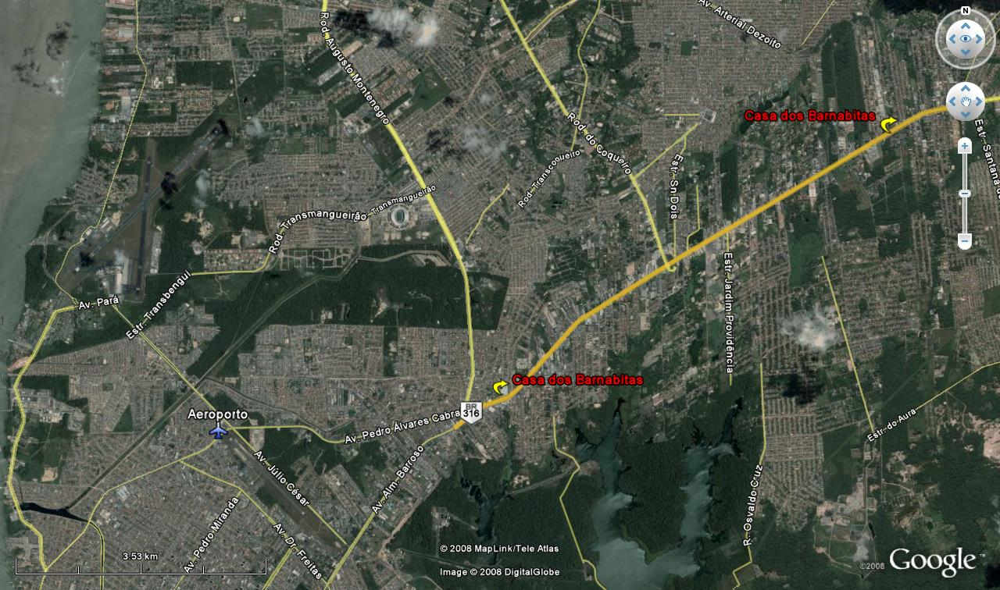 Av. Arterial Dezoito
N
Rod. Augusto Montenegro
Casa dos Barnabitas
Rod. do Coqueiro
Estr. Santana d
Rod. Transcoqueiro
Estr. Sn Dois
Transmangueirão
Rod. Transmangueirão
Estr. Transbengui
Estr. Jardim Providência
Av. Pará
Casa dos Barnabitas
BR
316
Aeroporto
Av. Pedro Álvares Cabra
Estr. do Aura
Av. Júlio César
Av. Alm. Barroso
R. Osvaldo Cruz
Av. Pedro Miranda
Av. Dr. Freitas
3.53 km
© 2008 MapLink/Tele Atlas
Image © 2008 DigitalGlobe
©2008 Google™